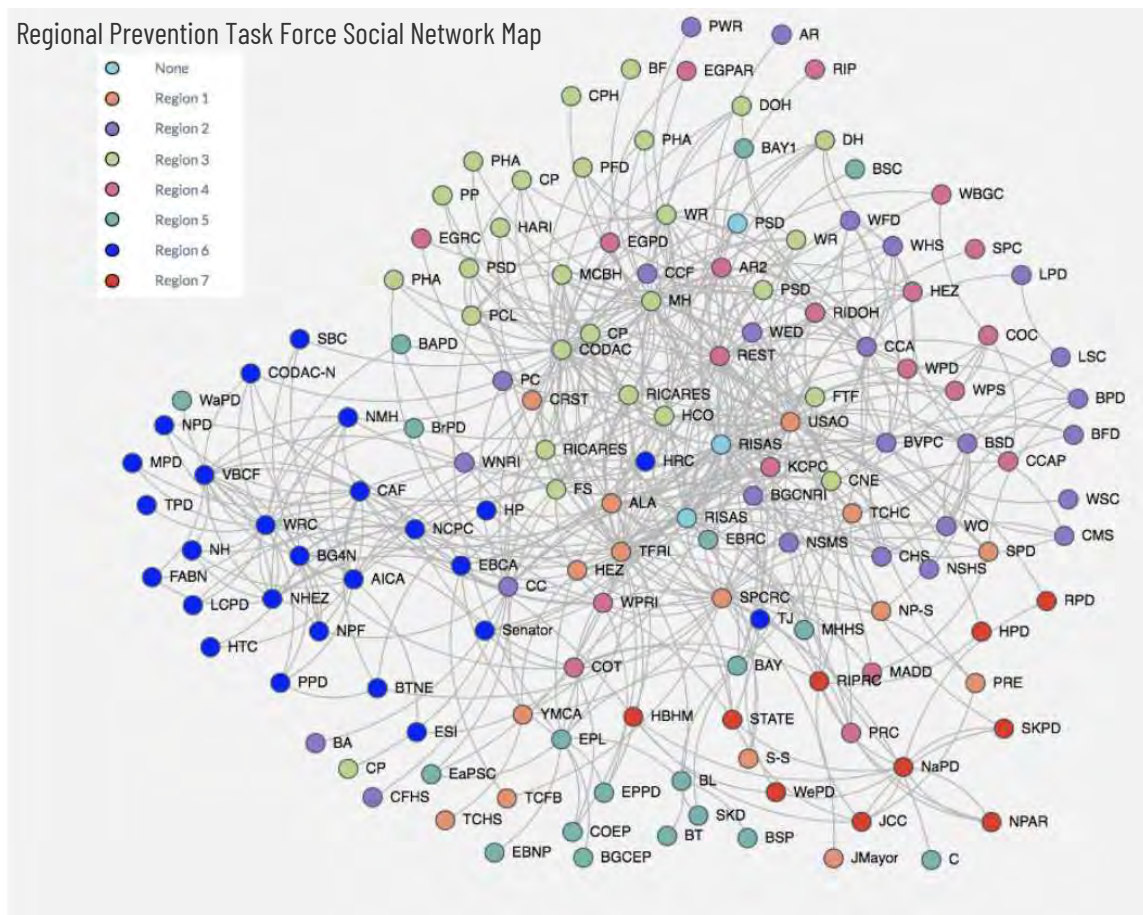 Regional Prevention Task Force Social Network Map
None
Region 1
Region 2
Region 3
Region 4
Region 5
Region 6
Region 7
PWR
AR
BF
EGPAR
RIP
CPH
DOH
PHA
DH
BAY1
PHA
CP
PFD
BSC
PP
WBGC
WR
PSD
WFD
HARI
EGRC
EGPD
WR
WHS
SPC
PSD
MCBH
CCF
AR2
LPD
PHA
PSD
HEZ
MH
PCL
RIDOH
SBC
BAPD
CP
WED
COC
CODAC
CCA
REST
LSC
CODAC-N
PC
WPD
WPS
WaPD
CRST
RICARES
FTF
BPD
NPD
NMH
BrPD
HCO
USAO
BFD
MPD
VBCF
WNRI
RICARES
HRC
RISAS
BVPC
BSD
KCPC
CCAP
TPD
CAF
FS
CNE
BGCNRI
WSC
WRC
NCPC
HP
ALA
RISAS
TCHC
WO
CMS
NH
BG4N
EBRC
NSMS
FABN
AICA
EBCA
TFRI
HEZ
CHS
SPD
NSHS
LCPD
NHEZ
CC
WPRI
SPCRC
NP-S
RPD
HTC
NPF
Senator
TJ
MHHS
HPD
PPD
BTNE
COT
BAY
RIPRC
MADD
PRE
BA
ESI
YMCA
HBHM
STATE
PRC
SKPD
CP
EaPSC
EPL
S-S
NaPD
CFHS
TCFB
EPPD
BL
WePD
TCHS
COEP
BT
SKD
BSP
JCC
NPAR
EBNP
BGCEP
JMayor
C